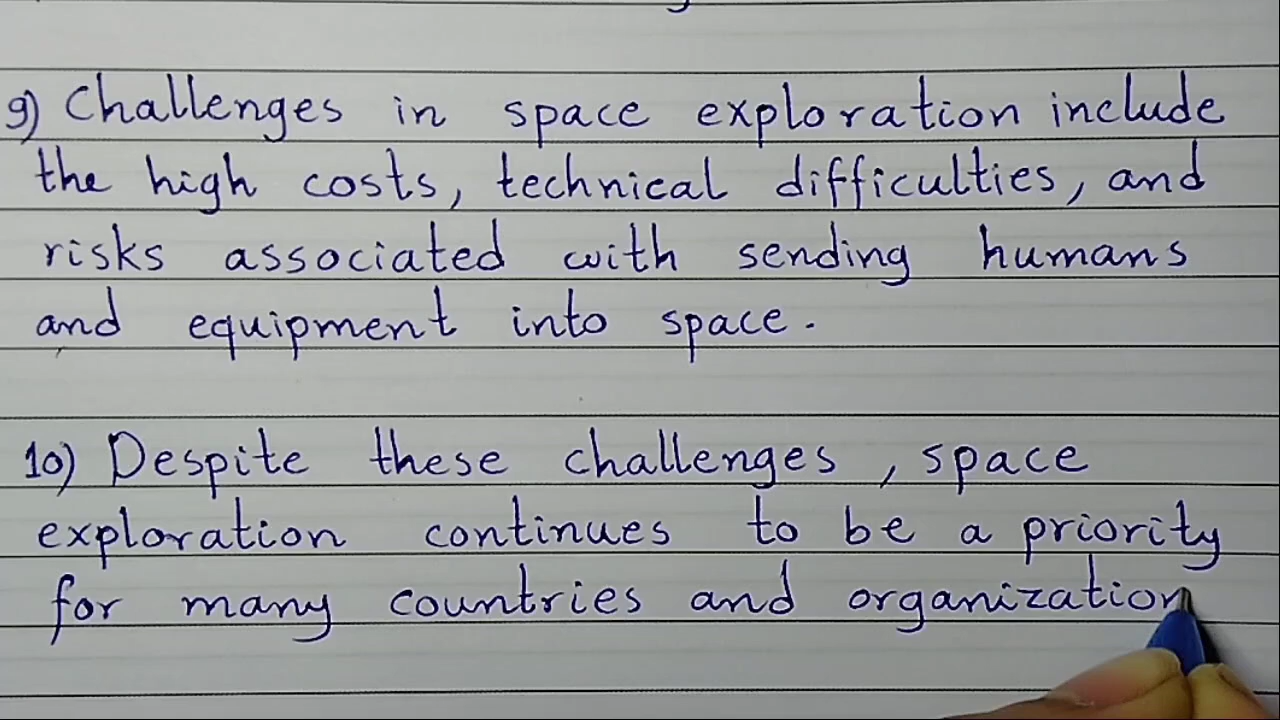 9) Challenges in space exploration include
the high costs, technical difficulties, and
risks associated with sending humans
and equipment into space.
10) Despite these challenges, space
exploration continues to be a priority
for many countries and organization